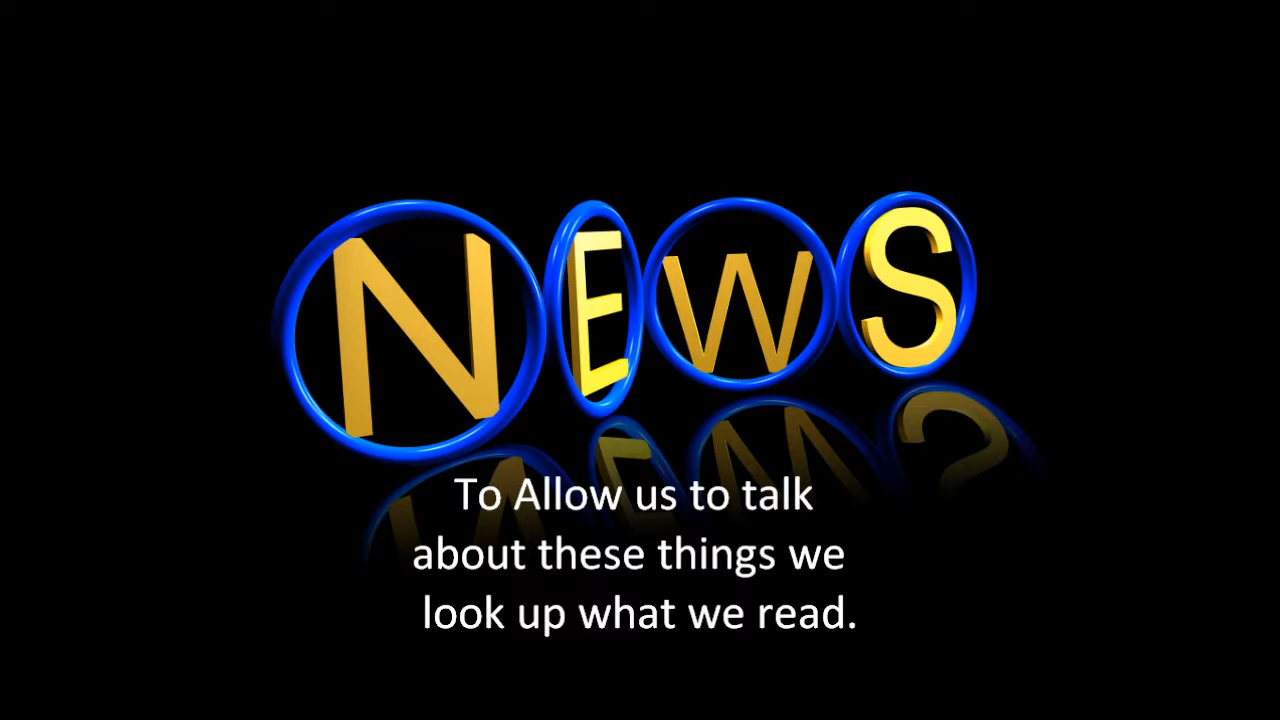 NEWS
To Allow us to talk
about these things we
look up what we read.